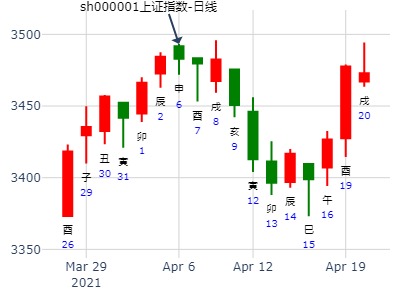 sh000001上证指数-日线
3500
3450
3400
3350
酉
26
子
29
丑
30
寅
31
卯
1
辰
2
申
6
酉
7
戌
8
亥
9
寅
12
卯
13
辰
14
巳
15
午
16
酉
19
戌
20
Mar 29
2021
Apr 6
Apr 12
Apr 19